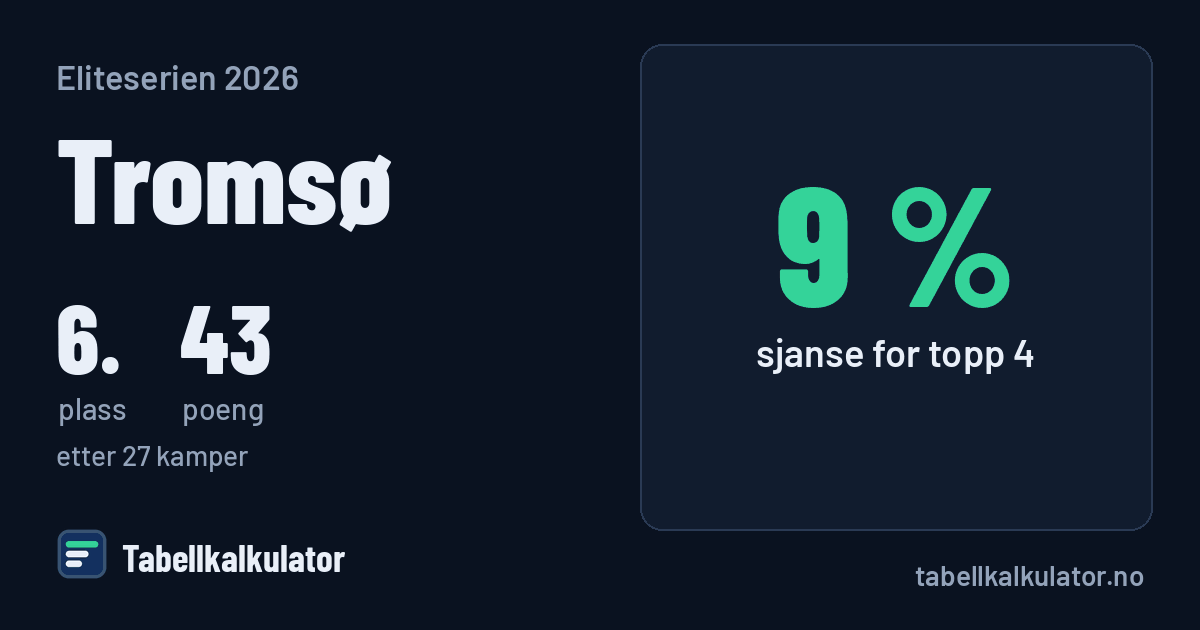 Eliteserien 2026
Tromsø
6. 43
plass poeng
etter 27 kamper
Tabellkalkulator
9 %
sjanse for topp 4
tabellkalkulator.no